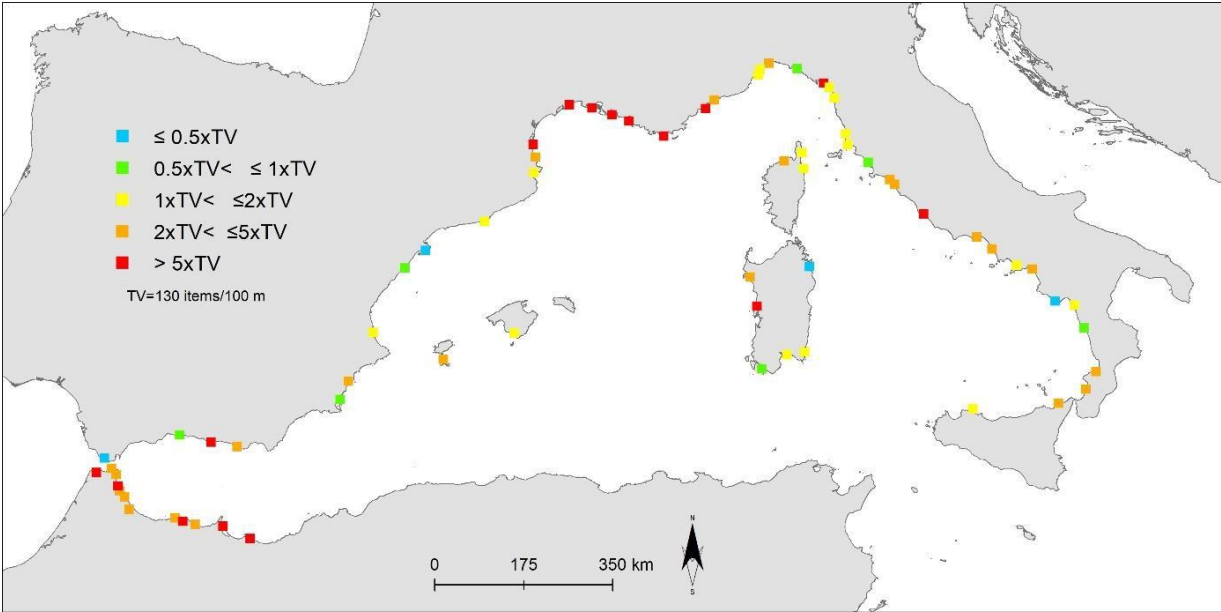 ≤ 0.5xTV
0.5xTV< ≤ 1xTV
1xTV< ≤2xTV
2xTV< ≤5xTV
> 5xTV
TV=130 items/100 m
N
S
0 175 350 km